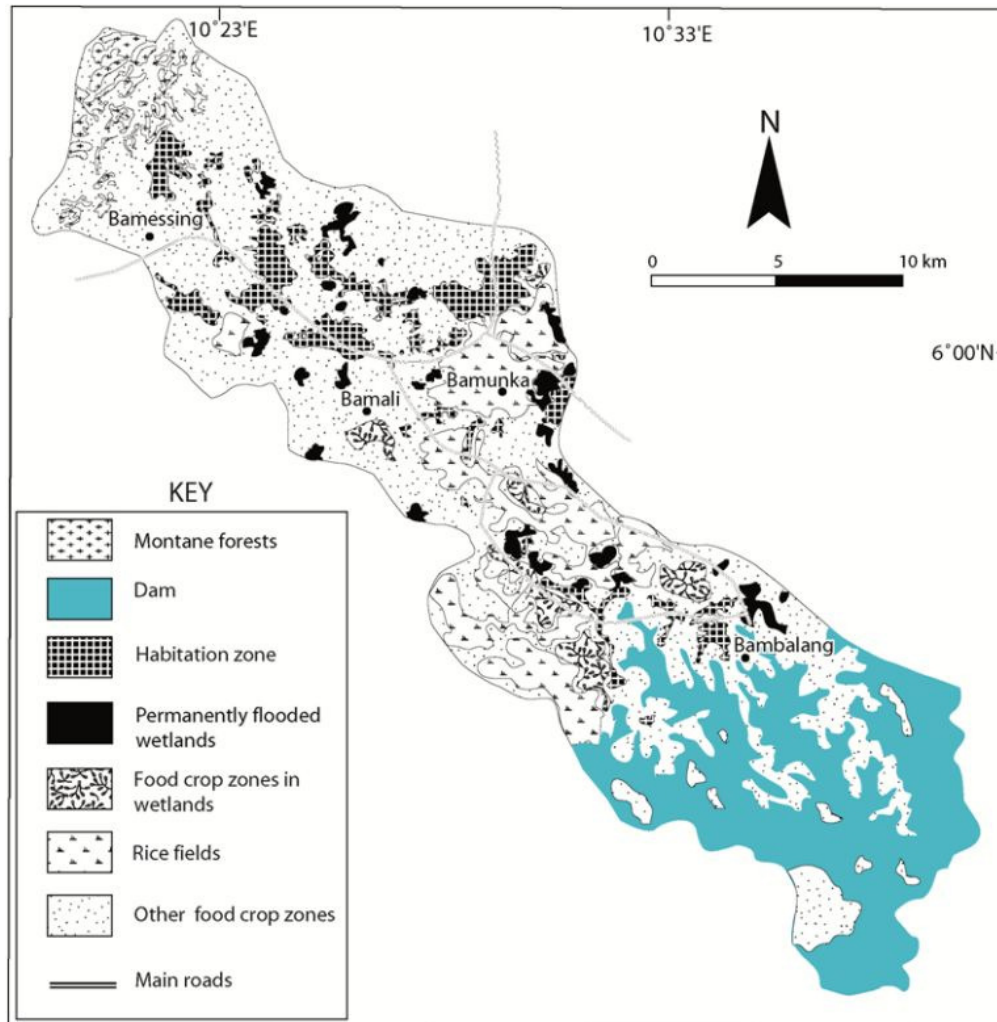 10°23'E
10°33'E
N
0 5 10 km
Bamessing
6°00'N
Bamunka
Bamali
Bambalang
KEY
Montane forests
Dam
Habitation zone
Permanently flooded
wetlands
Food crop zones in
wetlands
Rice fields
Other food crop zones
Main roads